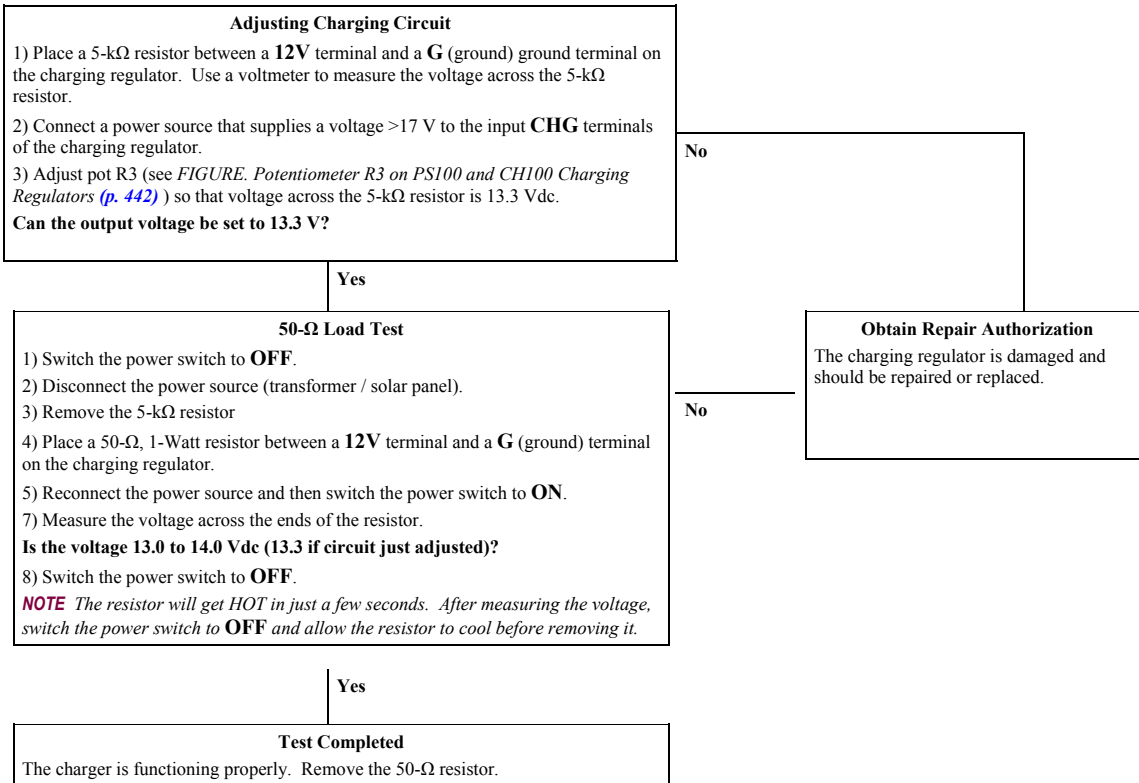 Adjusting Charging Circuit
1) Place a 5-kΩ resistor between a 12V terminal and a G (ground) ground terminal on
the charging regulator. Use a voltmeter to measure the voltage across the 5-kΩ
resistor.
2) Connect a power source that supplies a voltage >17 V to the input CHG terminals
of the charging regulator.
3) Adjust pot R3 (see FIGURE. Potentiometer R3 on PS100 and CH100 Charging
Regulators (p. 442) ) so that voltage across the 5-kΩ resistor is 13.3 Vdc.
Can the output voltage be set to 13.3 V?
No
Yes
50-Ω Load Test
1) Switch the power switch to OFF.
2) Disconnect the power source (transformer / solar panel).
3) Remove the 5-kΩ resistor
4) Place a 50-Ω, 1-Watt resistor between a 12V terminal and a G (ground) terminal
on the charging regulator.
5) Reconnect the power source and then switch the power switch to ON.
7) Measure the voltage across the ends of the resistor.
Is the voltage 13.0 to 14.0 Vdc (13.3 if circuit just adjusted)?
8) Switch the power switch to OFF.
NOTE The resistor will get HOT in just a few seconds. After measuring the voltage,
switch the power switch to OFF and allow the resistor to cool before removing it.
No
Obtain Repair Authorization
The charging regulator is damaged and
should be repaired or replaced.
Yes
Test Completed
The charger is functioning properly. Remove the 50-Ω resistor.